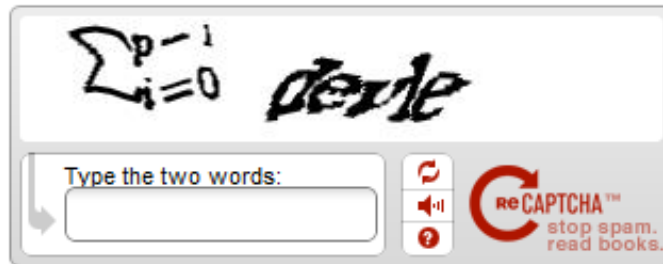 ∑ p − 1
i=0
Type the two words:
ReCAPTCHA™
stop spam.
read books.